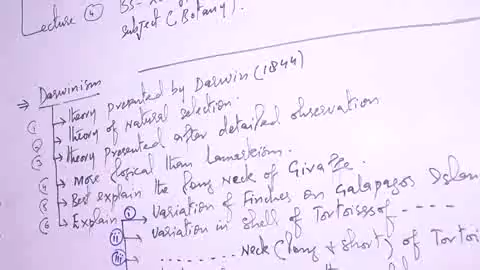 Lecture ④ BS-
subject (Botany)
⇒ Darwinism
① → theory presented by Darwin (1844)
② → theory of Natural selection.
③ → theory presented after detailed observation
④ → More logical than Lamarckism.
⑤ → Best explain the long Neck of Giraffe.
⑥ → Explain ⓘ → Variation of Finches on Galapagos Islan
ⓘⓘ → variation in shell of Tortoises of - - - -
ⓘⓘⓘ → ........ Neck (long & short) of Tortoi